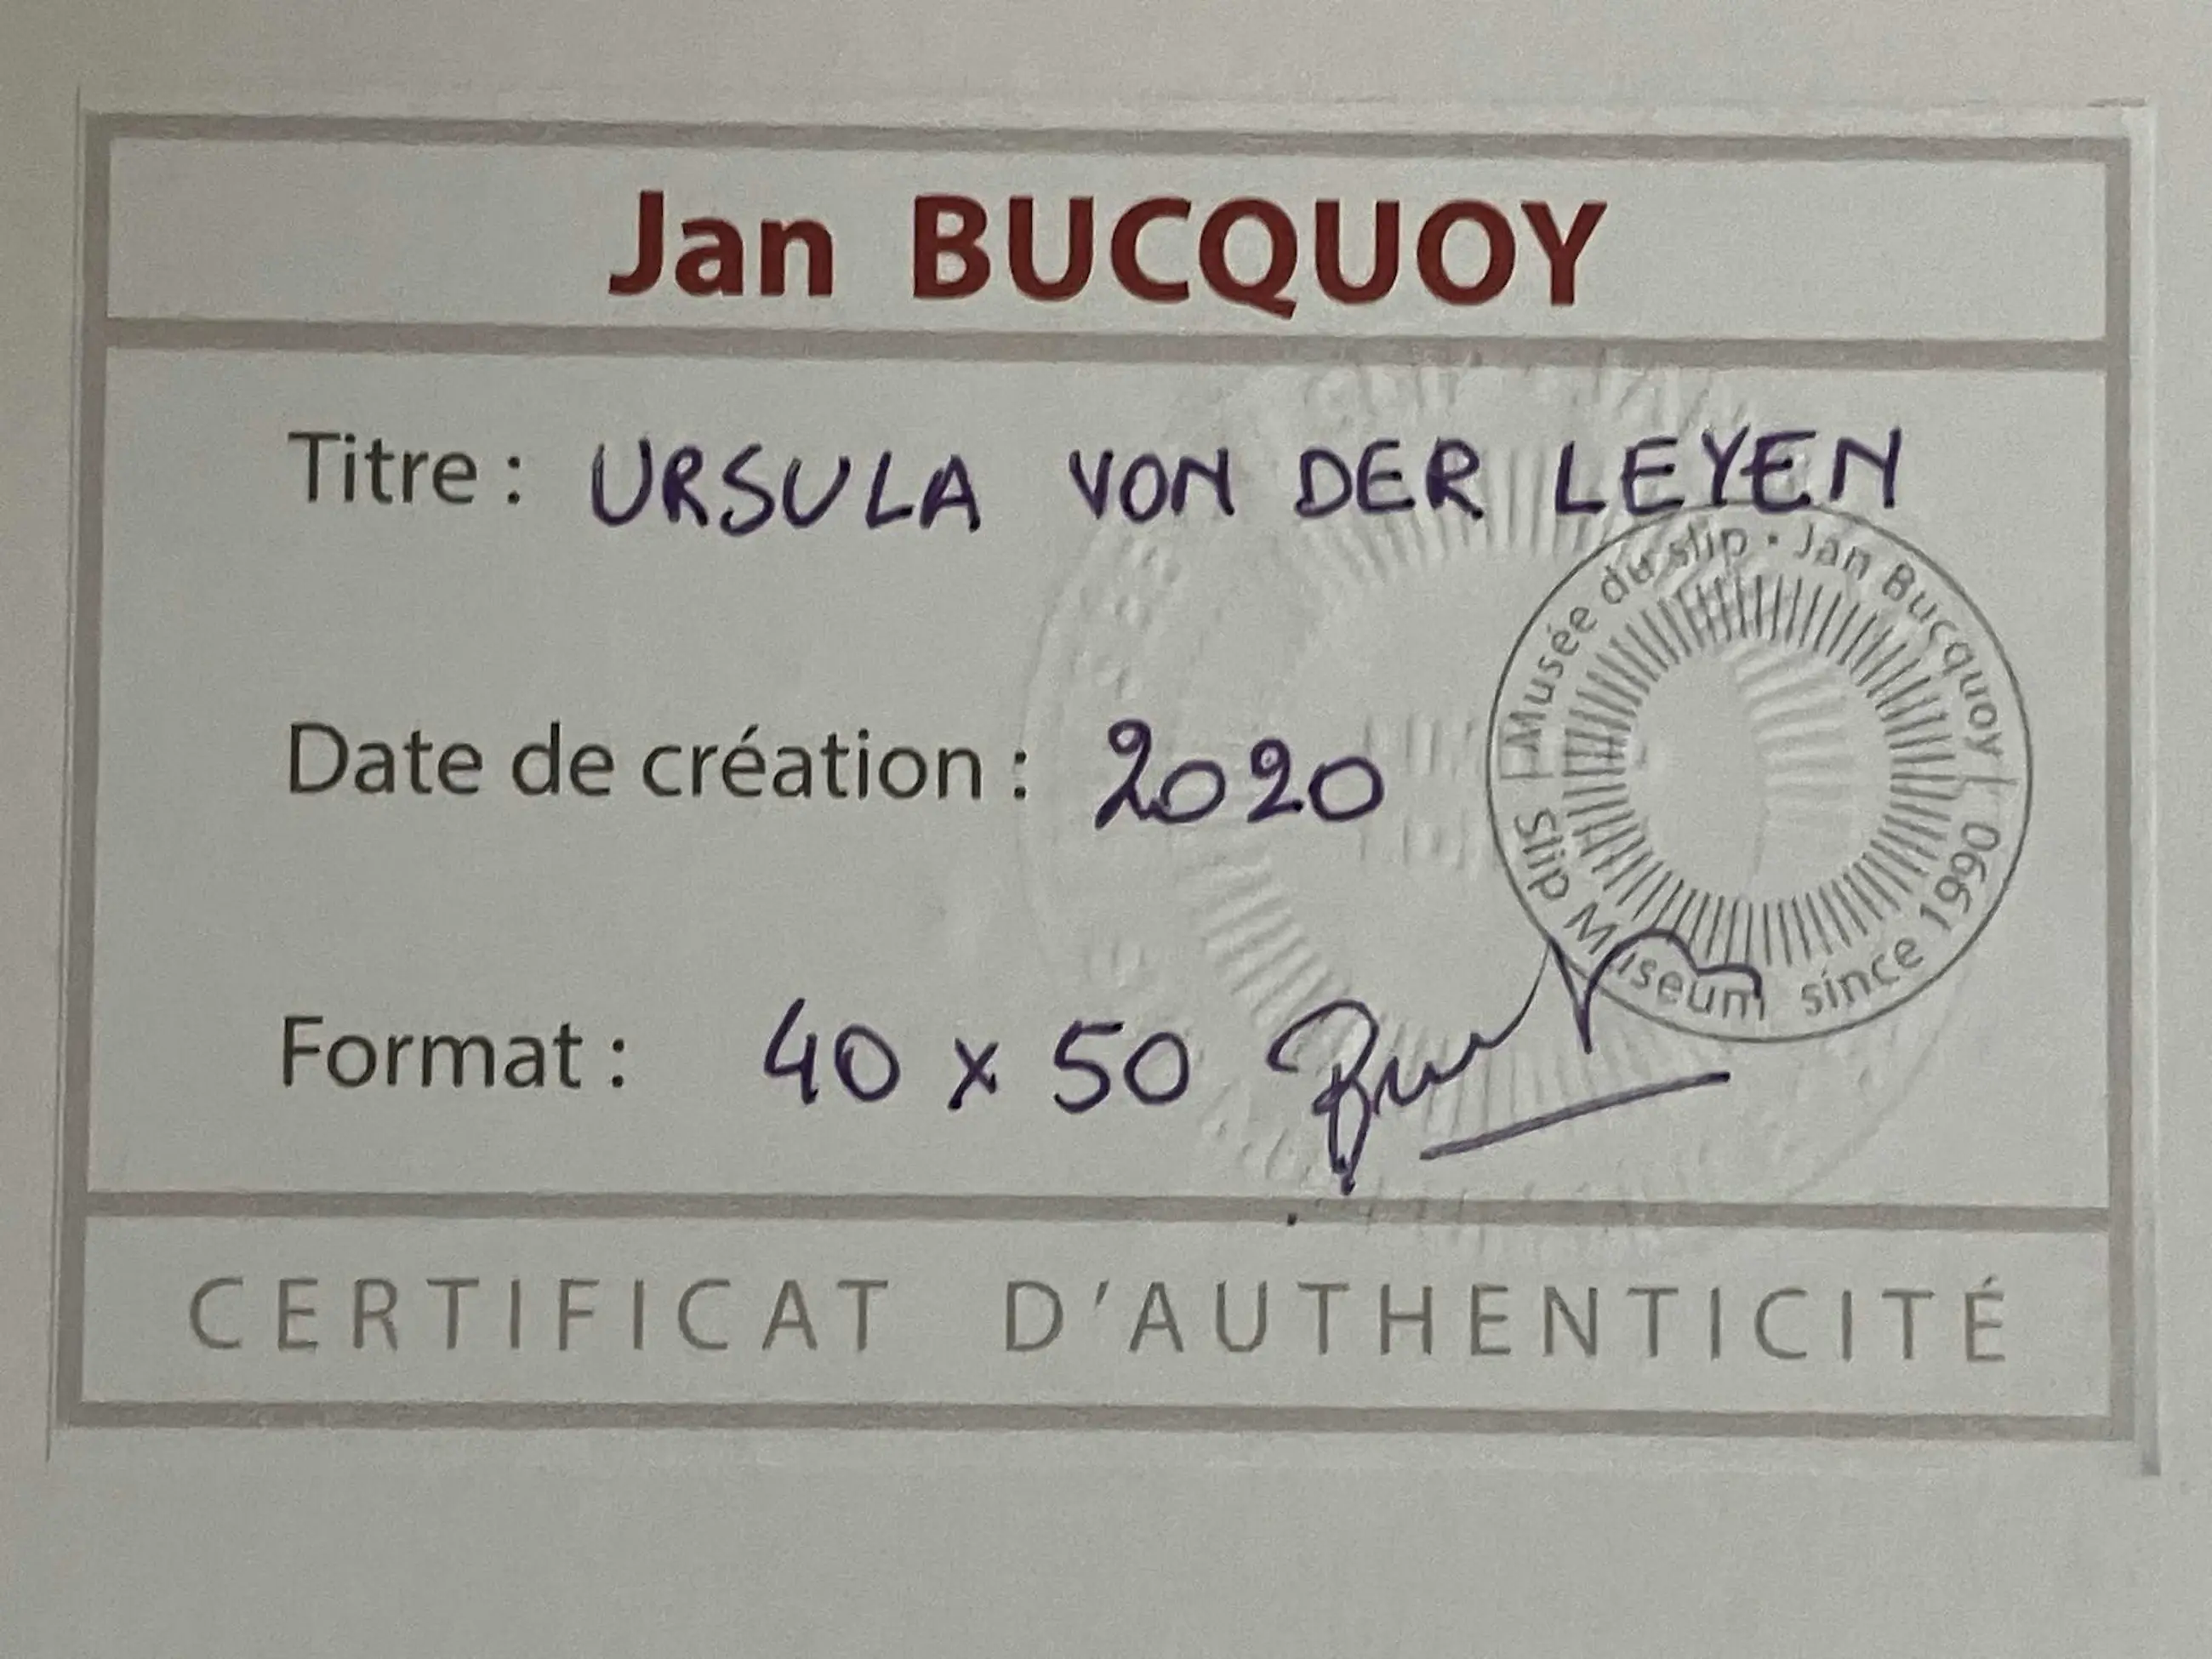 Jan BUCQUOY
Titre : URSULA VON DER LEYEN
Musée du slip • Jan Bucquoy
Slip Museum since 1990
Date de création : 2020
Format : 40 x 50
CERTIFICAT D'AUTHENTICITÉ